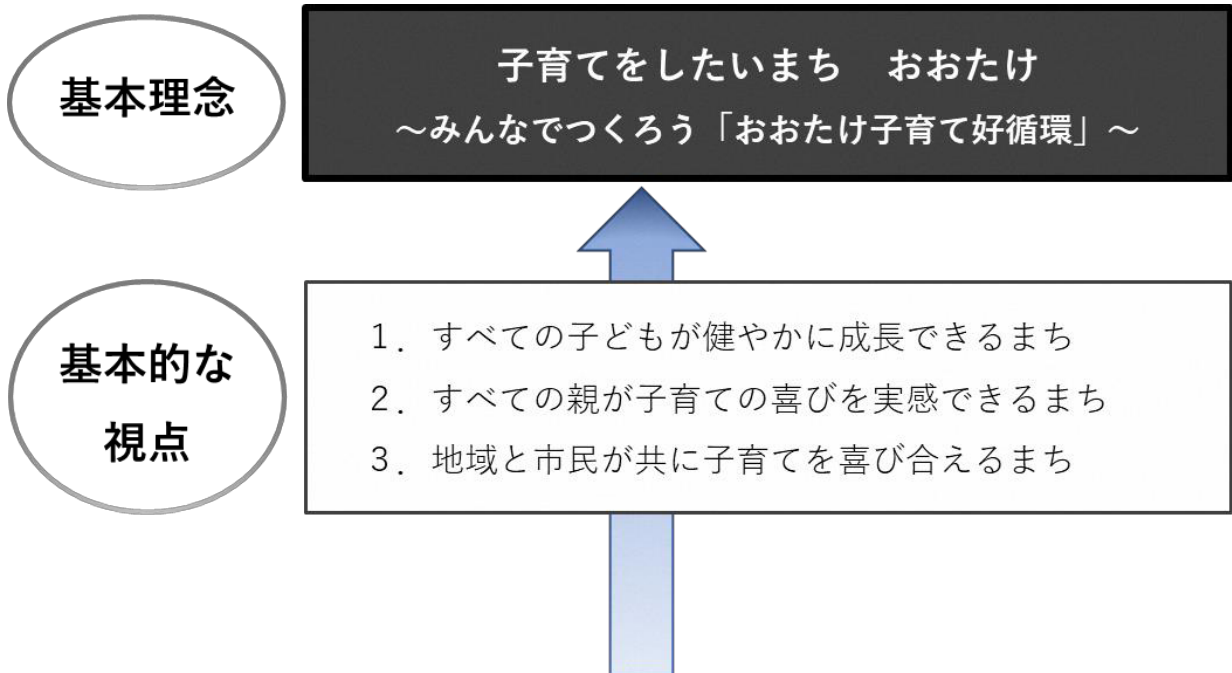 基本理念
子育てをしたいまち　おおたけ
～みんなでつくろう「おおたけ子育て好循環」～
基本的な
視点
1．すべての子どもが健やかに成長できるまち
2．すべての親が子育ての喜びを実感できるまち
3．地域と市民が共に子育てを喜び合えるまち